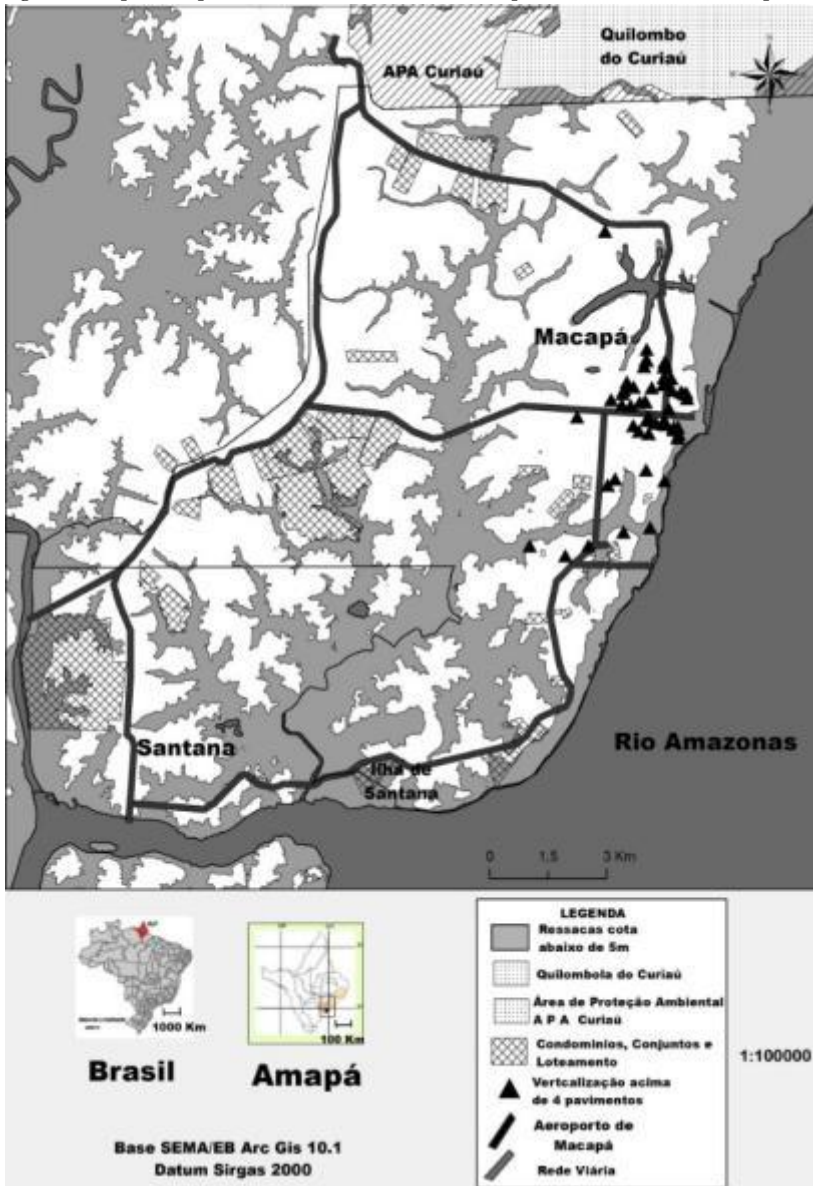 Quilombo
do Curiaú
APA Curiaú
Macapá
Santana
Ilha de
Santana
Rio Amazonas
0 1,5 3 Km
LEGENDA
Ressacas cota
abaixo de 5m
Quilombola do Curiaú
Área de Proteção Ambiental
A P A Curiaú
Condomínios, Conjuntos e
Loteamento
Vertcalização acima
de 4 pavimentos
Aeroporto de
Macapá
Rede Viária
1:100000
1000 Km
Brasil
100 Km
Amapá
Base SEMA/EB Arc Gis 10.1
Datum Sirgas 2000